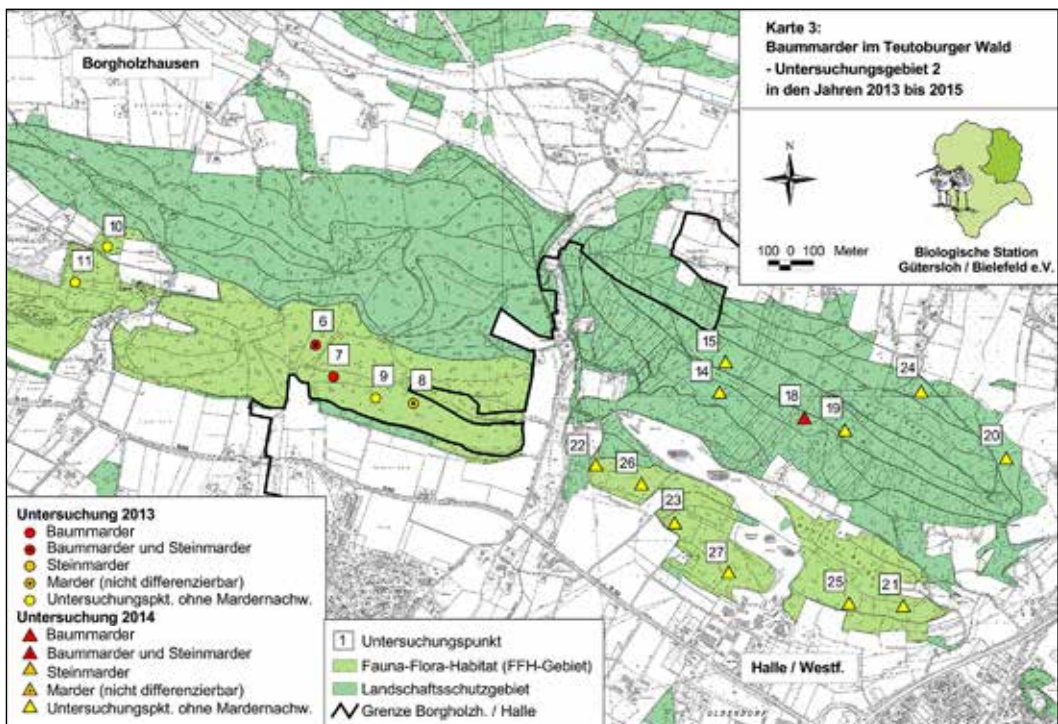 Karte 3:
Baummarder im Teutoburger Wald
- Untersuchungsgebiet 2
in den Jahren 2013 bis 2015
N
100 0 100 Meter
Biologische Station
Gütersloh / Bielefeld e.V.
Borgholzhausen
10
11
6
7
9
8
15
14
18
19
24
20
22
26
23
27
25
21
Halle / Westf.
OLDENDORF
Untersuchung 2013
Baummarder
Baummarder und Steinmarder
Steinmarder
Marder (nicht differenzierbar)
Untersuchungspkt. ohne Mardernachw.
Untersuchung 2014
Baummarder
Baummarder und Steinmarder
Steinmarder
Marder (nicht differenzierbar)
Untersuchungspkt. ohne Mardernachw.
1 Untersuchungspunkt
Fauna-Flora-Habitat (FFH-Gebiet)
Landschaftsschutzgebiet
Grenze Borgholzh. / Halle